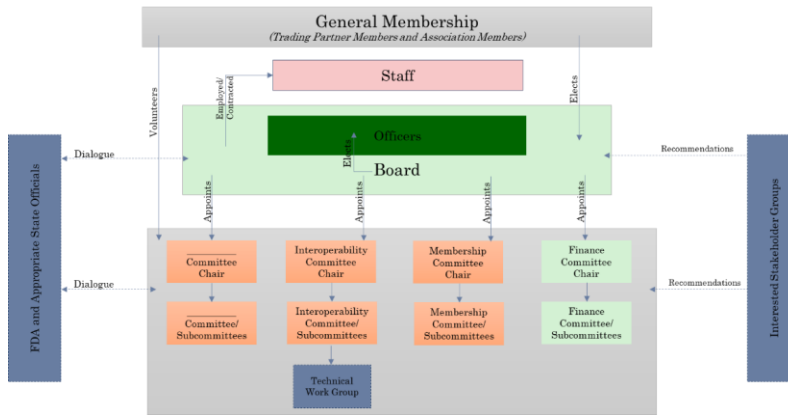 General Membership
(Trading Partner Members and Association Members)
Staff
Employed/
Contracted
Volunteers
Elects
Officers
Elects
Board
Dialogue
Recommendations
FDA and Appropriate State Officials
Interested Stakeholder Groups
Appoints
Appoints
Appoints
Appoints
________
Committee
Chair
Interoperability
Committee
Chair
Membership
Committee
Chair
Finance
Committee
Chair
Dialogue
Recommendations
________
Committee/
Subcommittees
Interoperability
Committee/
Subcommittees
Membership
Committee/
Subcommittees
Finance
Committee/
Subcommittees
Technical
Work Group